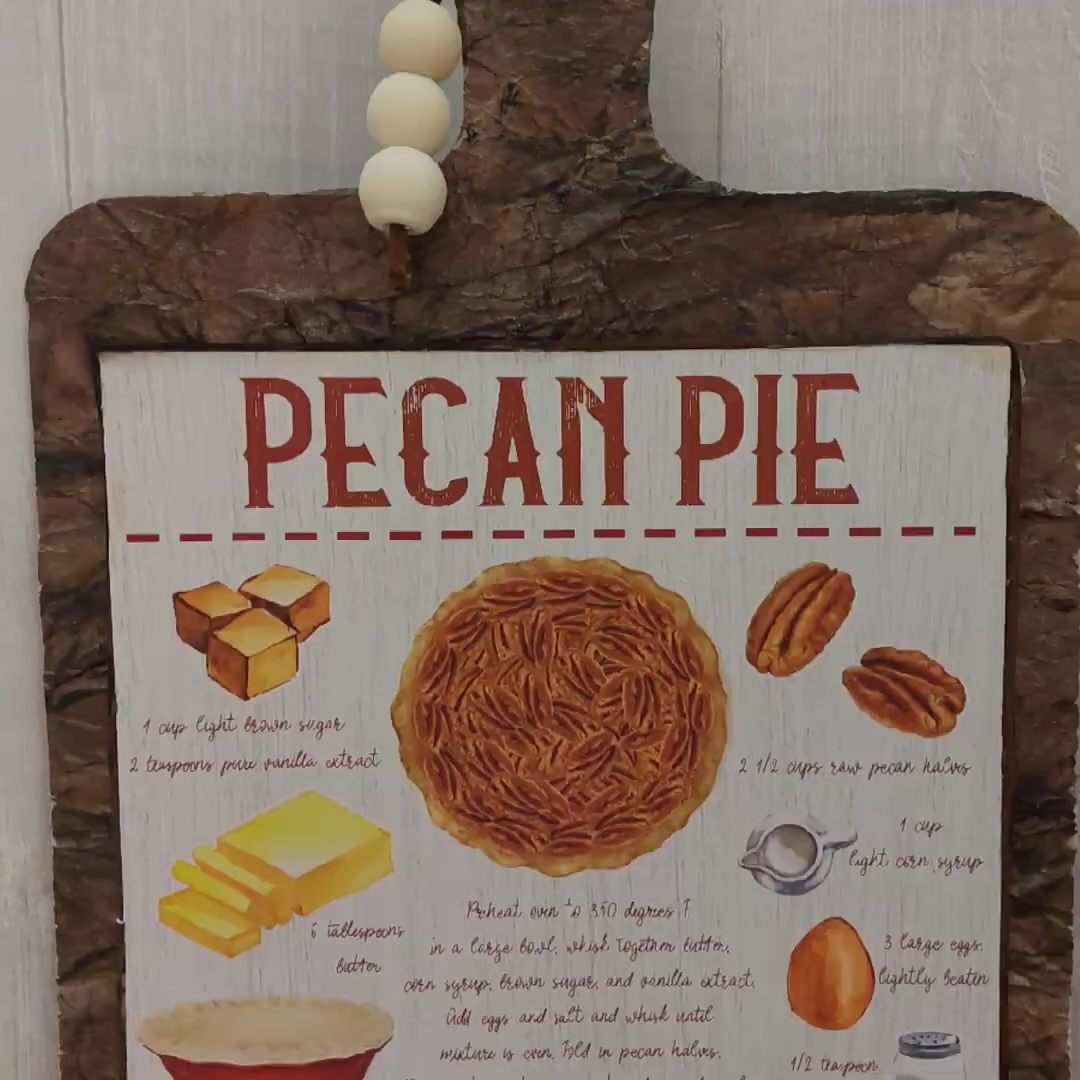 PECAN PIE
1 cup light brown sugar
2 teaspoons pure vanilla extract
2 1/2 cups raw pecan halves
1 cup
light corn syrup
tablespoons
butter
3 large eggs,
lightly beaten
1/2 teaspoon
Preheat oven to 350 degrees F
in a large bowl, whisk together butter,
corn syrup, brown sugar, and vanilla extract.
Add eggs and salt and whisk until
mixture is even. Fold in pecan halves.